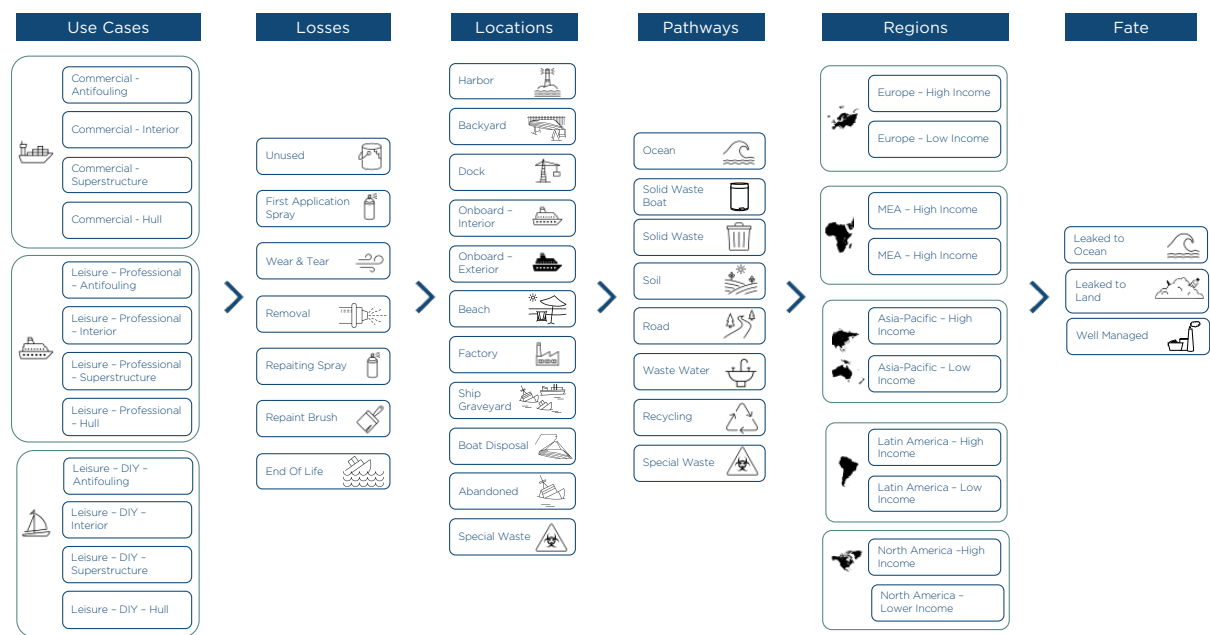 Use Cases
Commercial -
Antifouling
Commercial - Interior
Commercial -
Superstructure
Commercial - Hull
Leisure – Professional
– Antifouling
Leisure – Professional
– Interior
Leisure – Professional
– Superstructure
Leisure – Professional
– Hull
Leisure – DIY –
Antifouling
Leisure – DIY –
Interior
Leisure – DIY –
Superstructure
Leisure – DIY – Hull
Losses
Unused
First Application
Spray
Wear & Tear
Removal
Repaiting Spray
Repaint Brush
End Of Life
Locations
Harbor
Backyard
Dock
Onboard –
Interior
Onboard –
Exterior
Beach
Factory
Ship
Graveyard
Boat Disposal
Abandoned
Special Waste
Pathways
Ocean
Solid Waste
Boat
Solid Waste
Soil
Road
Waste Water
Recycling
Special Waste
Regions
Europe – High Income
Europe – Low Income
MEA – High Income
MEA – High Income
Asia-Pacific – High
Income
Asia-Pacific – Low
Income
Latin America – High
Income
Latin America – Low
Income
North America –High
Income
North America –
Lower Income
Fate
Leaked to
Ocean
Leaked to
Land
Well Managed